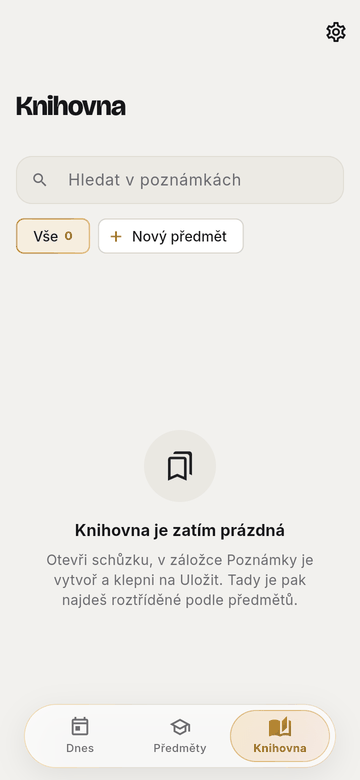 Knihovna
Hledat v poznámkách
Vše 0
+ Nový předmět
Knihovna je zatím prázdná
Otevři schůzku, v záložce Poznámky je
vytvoř a klepni na Uložit. Tady je pak
najdeš roztříděné podle předmětů.
Dnes
Předměty
Knihovna